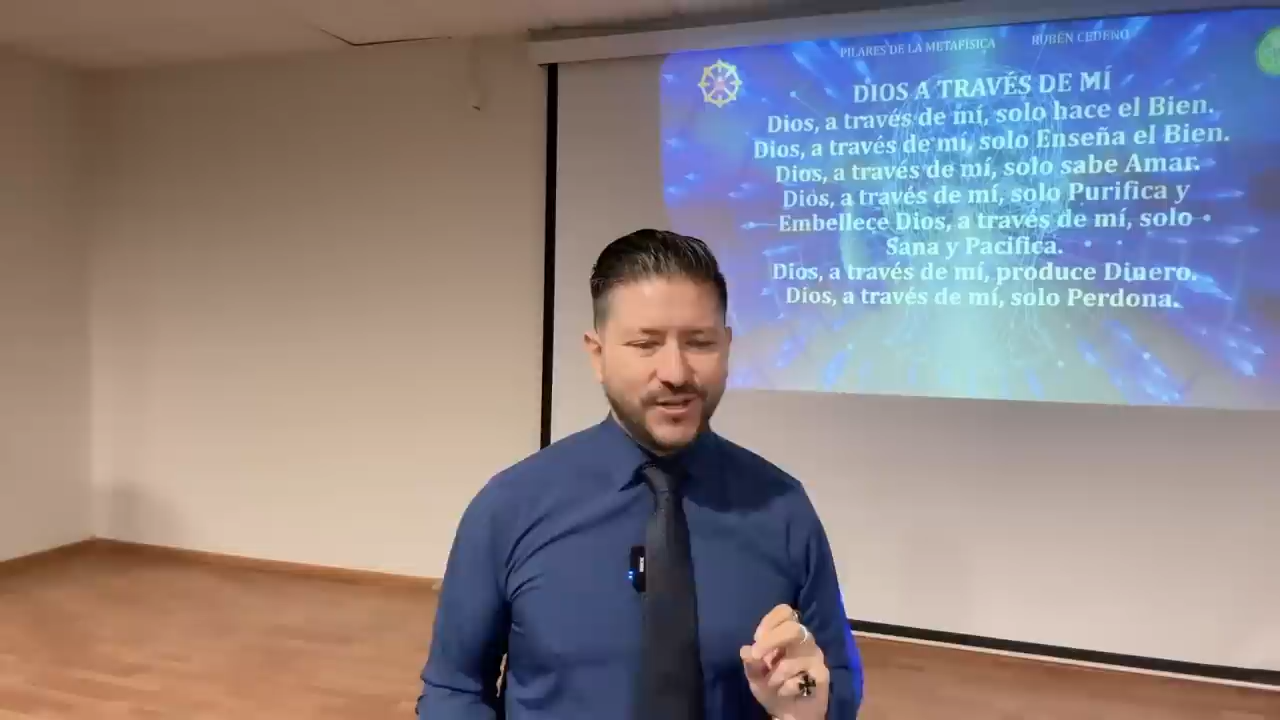 PILARES DE LA METAFÍSICA RUBÉN CEDEÑO
DIOS A TRAVÉS DE MÍ
Dios, a través de mí, solo hace el Bien.
Dios, a través de mí, solo Enseña el Bien.
Dios, a través de mí, solo sabe Amar.
Dios, a través de mí, solo Purifica y
Embellece Dios, a través de mí, solo
Sana y Pacifica.
Dios, a través de mí, produce Dinero.
Dios, a través de mí, solo Perdona.